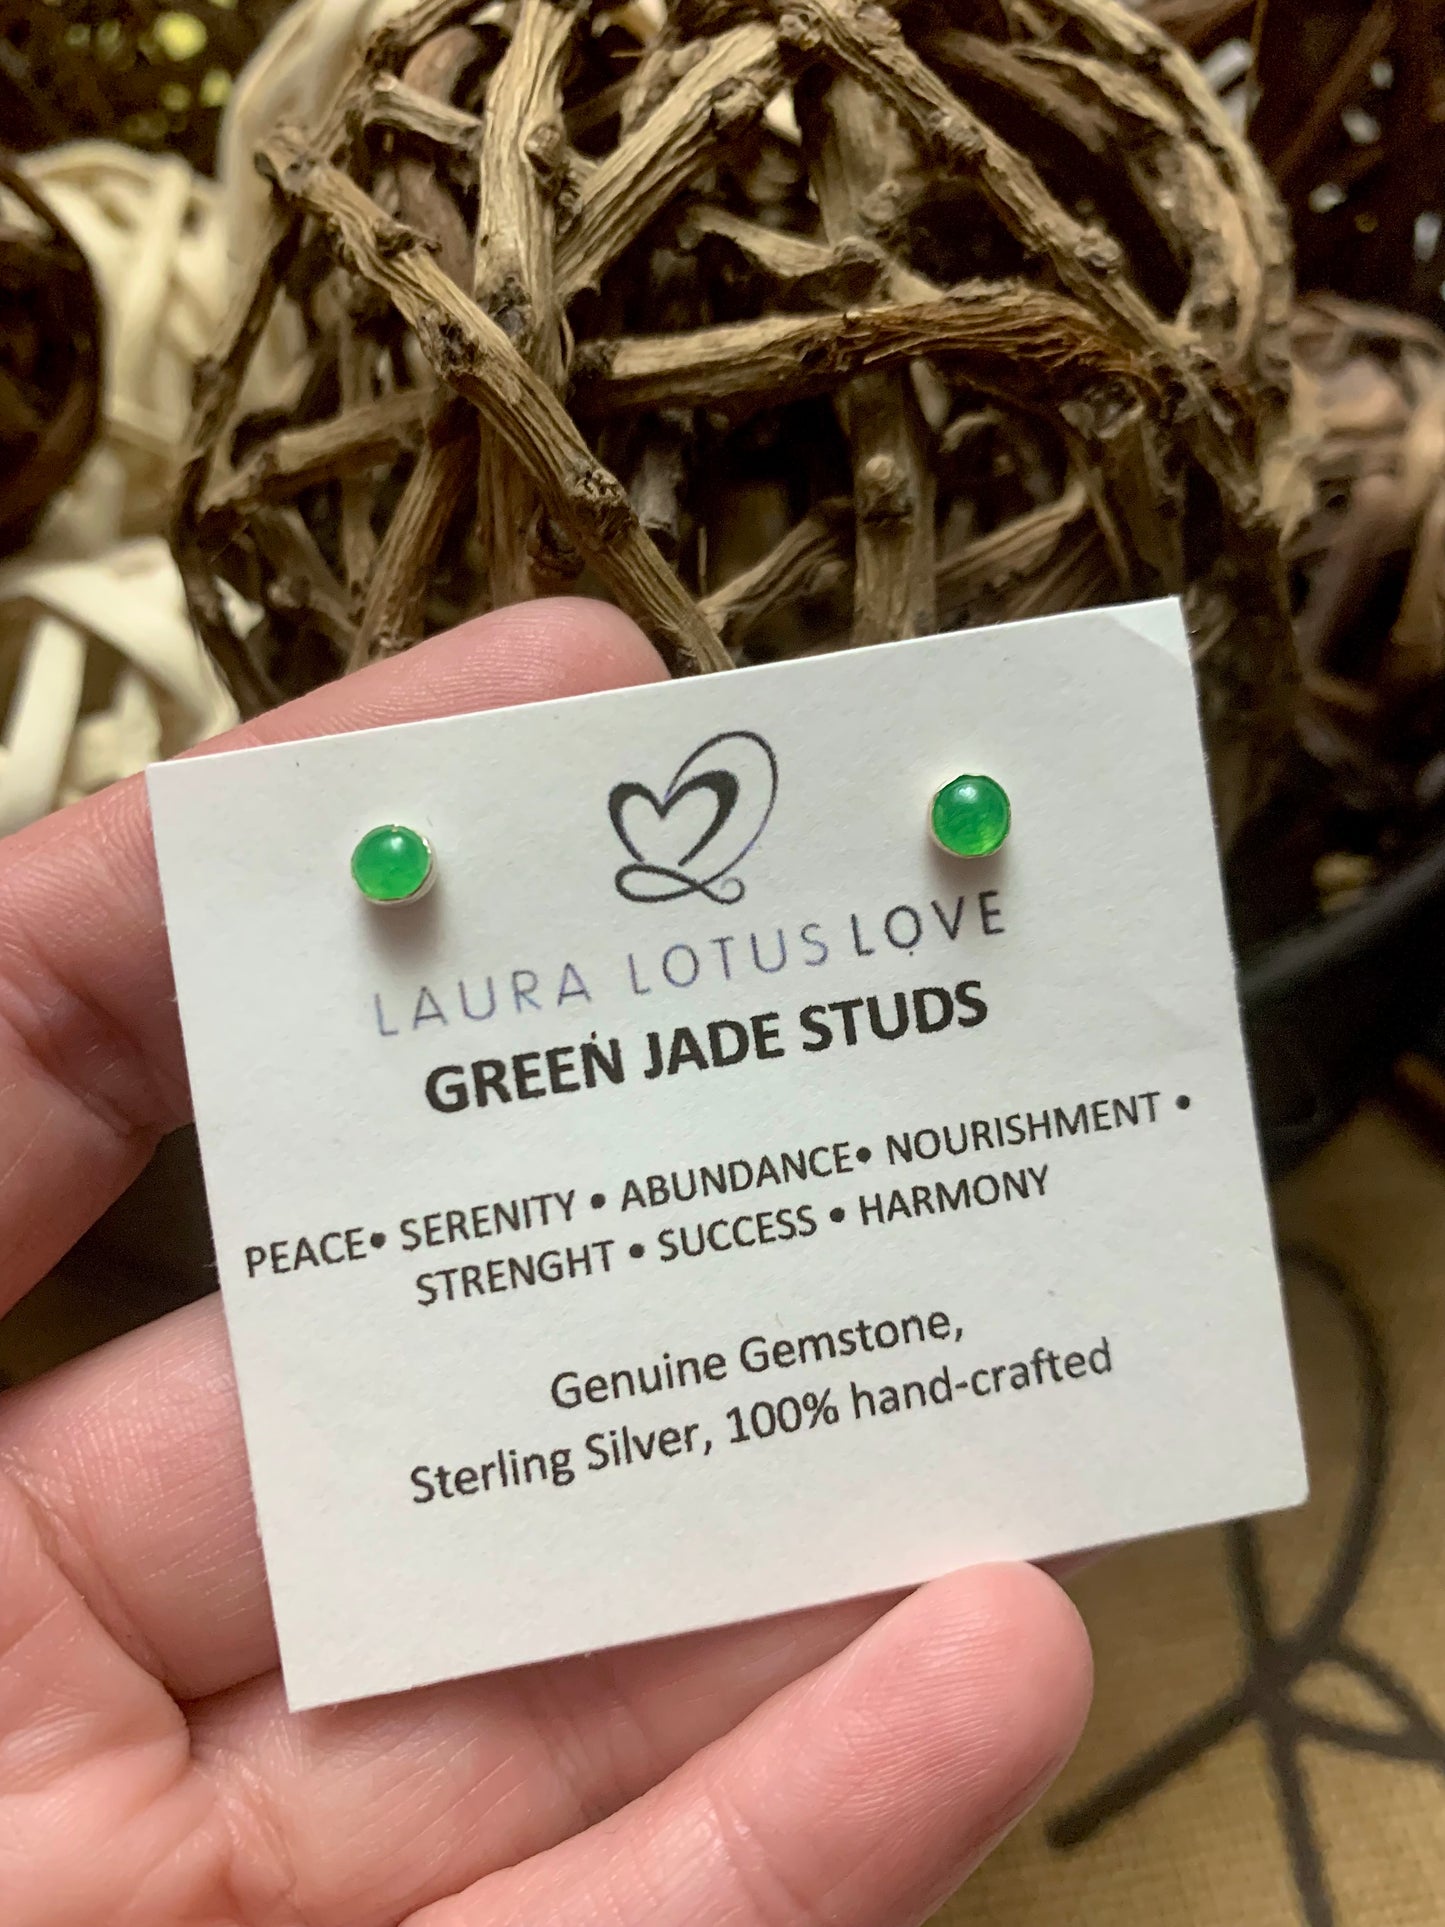 LAURA LOTUS LOVE
GREEN JADE STUDS
PEACE• SERENITY • ABUNDANCE• NOURISHMENT •
STRENGHT • SUCCESS • HARMONY
Genuine Gemstone,
Sterling Silver, 100% hand-crafted